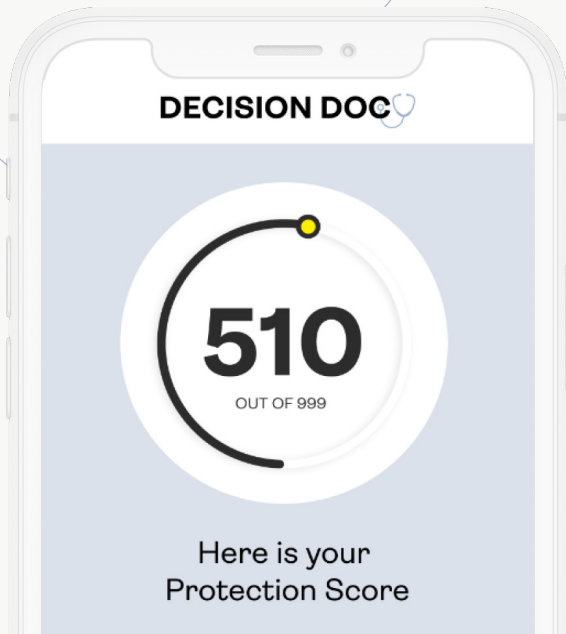 DECISION DOC
510
OUT OF 999
Here is your
Protection Score